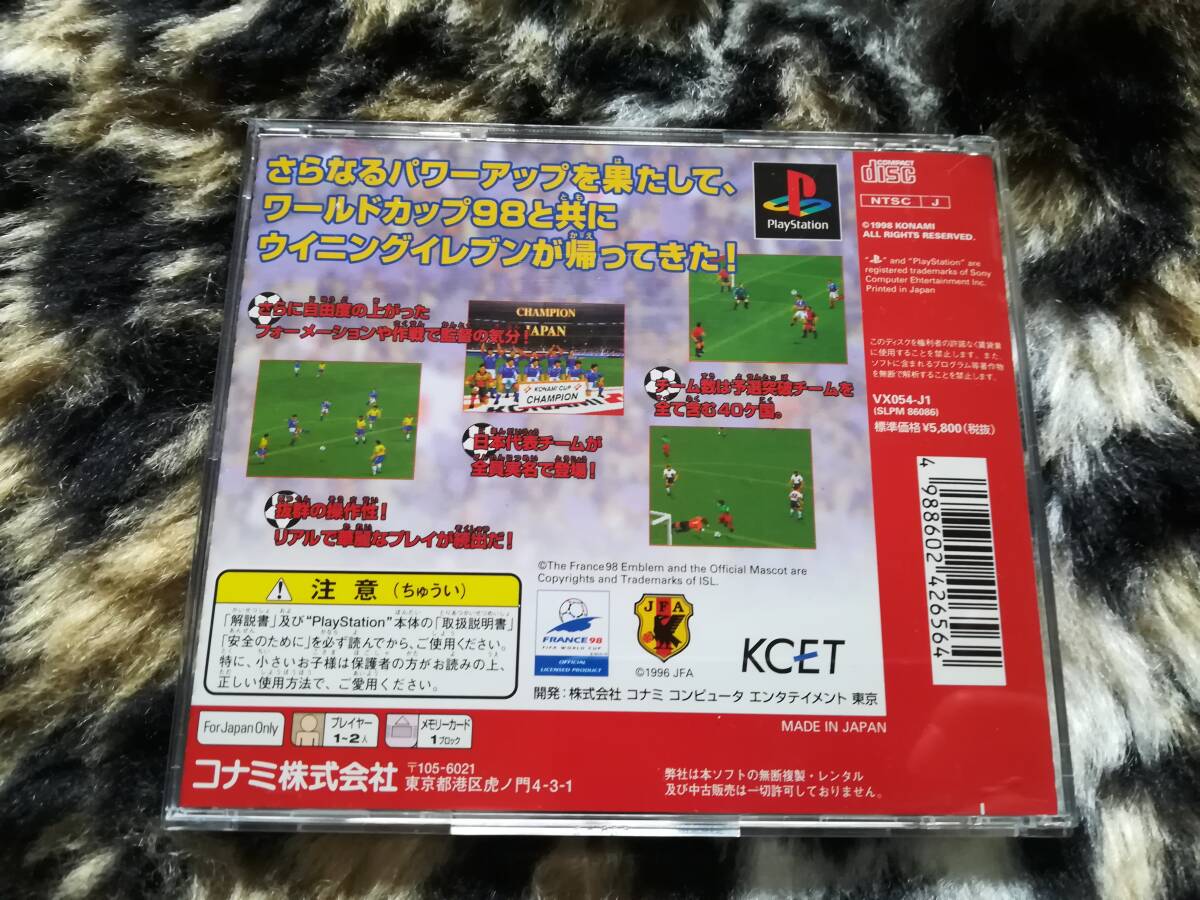 さらなるパワーアップを果たして、
ワールドカップ98と共に
ウイニングイレブンが帰ってきた!
PlayStation
COMPACT
disc
NTSC J
©1998 KONAMI
ALL RIGHTS RESERVED.
"PS" and "PlayStation" are
registered trademarks of Sony
Computer Ehtertainment Inc.
Printed in Japan
このディスクを権利者の許諾なく賃貸業
に使用することを禁止します。また、
ソフトに含まれるプログラム等著作物
を無断で解析することを禁止します。
VX054-J1
(SLPM 86086)
標準価格¥5,800(税抜)
4 988602 426564
さらに自由度の上がった
フォーメーションや作戦で監督の気分!
CHAMPION
JAPAN
KONAMI CUP
CHAMPION
チーム数は予選突破チームを
全て含む40ケ国。
日本代表チームが
全員実名で登場!
抜群の操作性!
リアルで華麗なプレイが続出だ!
©The France98 Emblem and the Official Mascot are
Copyrights and Trademarks of ISL.
注意(ちゅうい)
「解説書」及び"PlayStation"本体の「取扱説明書」
「安全のために」を必ず読んでから、ご使用ください。
特に、小さいお子様は保護者の方がお読みの上、
正しい使用方法で、ご愛用ください。
FRANCE 98
FIFA WORLD CUP
OFFICIAL
LICENSED PRODUCT
JFA
©1996 JFA
KCET
開発:株式会社 コナミ コンピュータ エンタテイメント 東京
For Japan Only
プレイヤー
1~2人
メモリーカード
1ブロック
MADE IN JAPAN
コナミ株式会社
〒105-6021
東京都港区虎ノ門4-3-1
弊社は本ソフトの無断複製・レンタル
及び中古販売は一切許可しておりません。